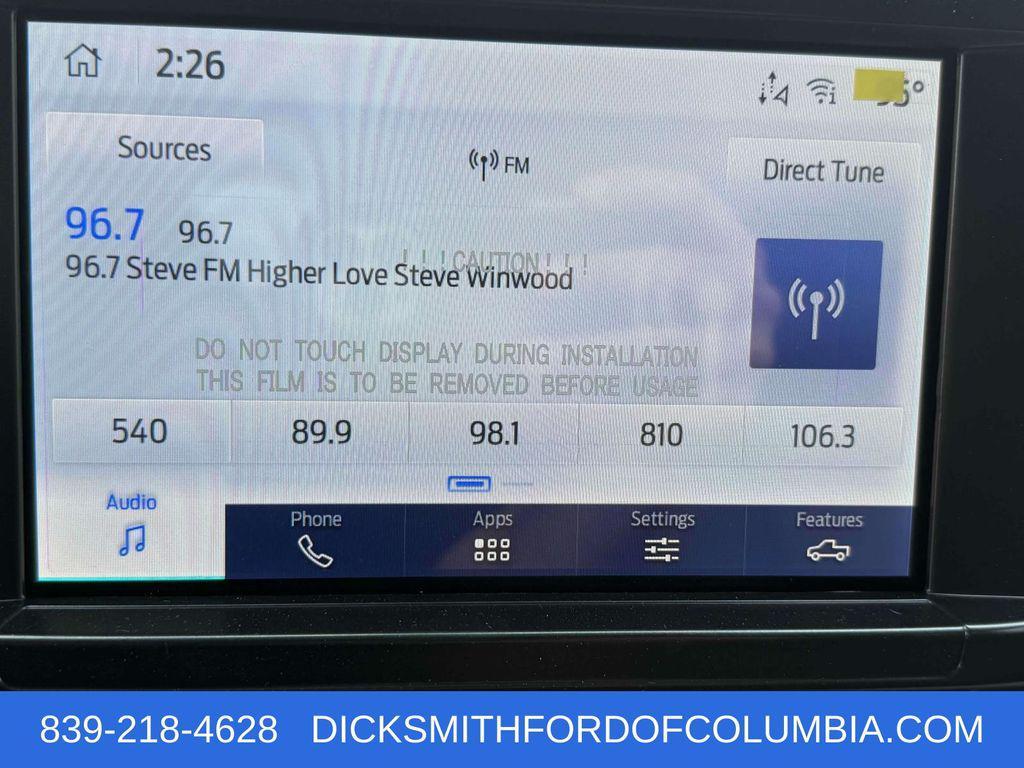 2:26
Sources
FM
Direct Tune
96.7 96.7
96.7 Steve FM Higher Love Steve Winwood
! ! ! CAUTION ! ! !
DO NOT TOUCH DISPLAY DURING INSTALLATION
THIS FILM IS TO BE REMOVED BEFORE USAGE
540 89.9 98.1 810 106.3
Audio Phone Apps Settings Features
839-218-4628 DICKSMITHFORDOFCOLUMBIA.COM